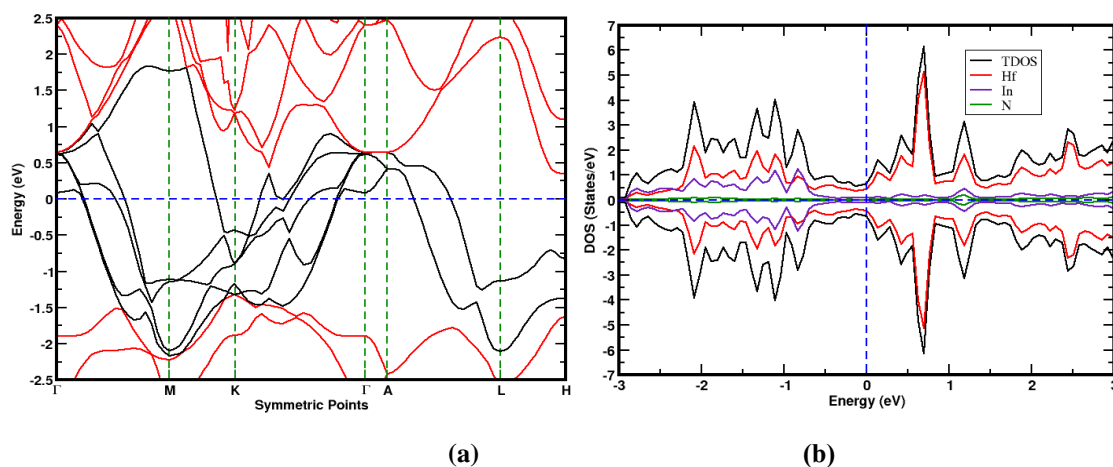 2.5
2
1.5
1
0.5
0
-0.5
-1
-1.5
-2
-2.5
Energy (eV)
Γ M K Γ A L H
Symmetric Points
(a)
7
6
5
4
3
2
1
0
-1
-2
-3
-4
-5
-6
-7
DOS (States/eV)
TDOS
Hf
In
N
-3 -2 -1 0 1 2 3
Energy (eV)
(b)